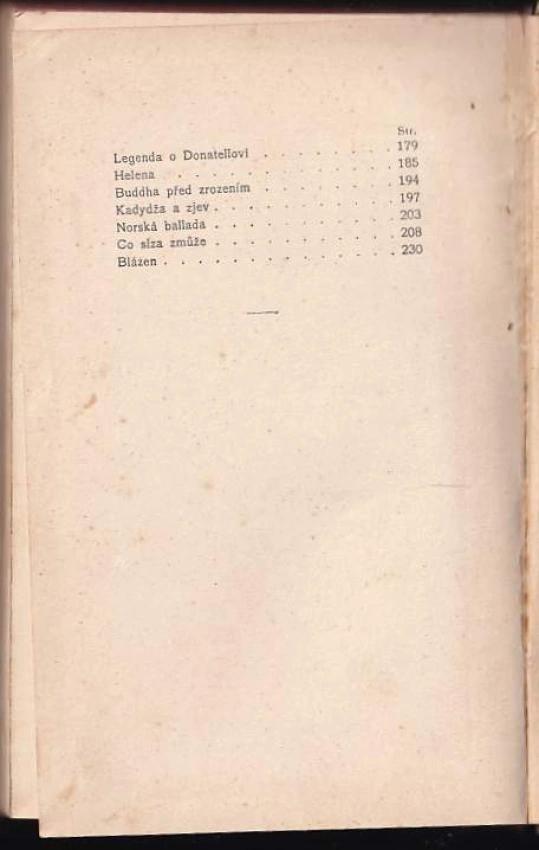 Str.
Legenda o Donatellovi . . . . . . . . 179
Helena . . . . . . . . . . . . 185
Buddha před zrozením . . . . . . . . 194
Kadydža a zjev . . . . . . . . . . 197
Norská ballada . . . . . . . . . . 203
Co slza zmůže . . . . . . . . . . 208
Blázen . . . . . . . . . . . . . 230